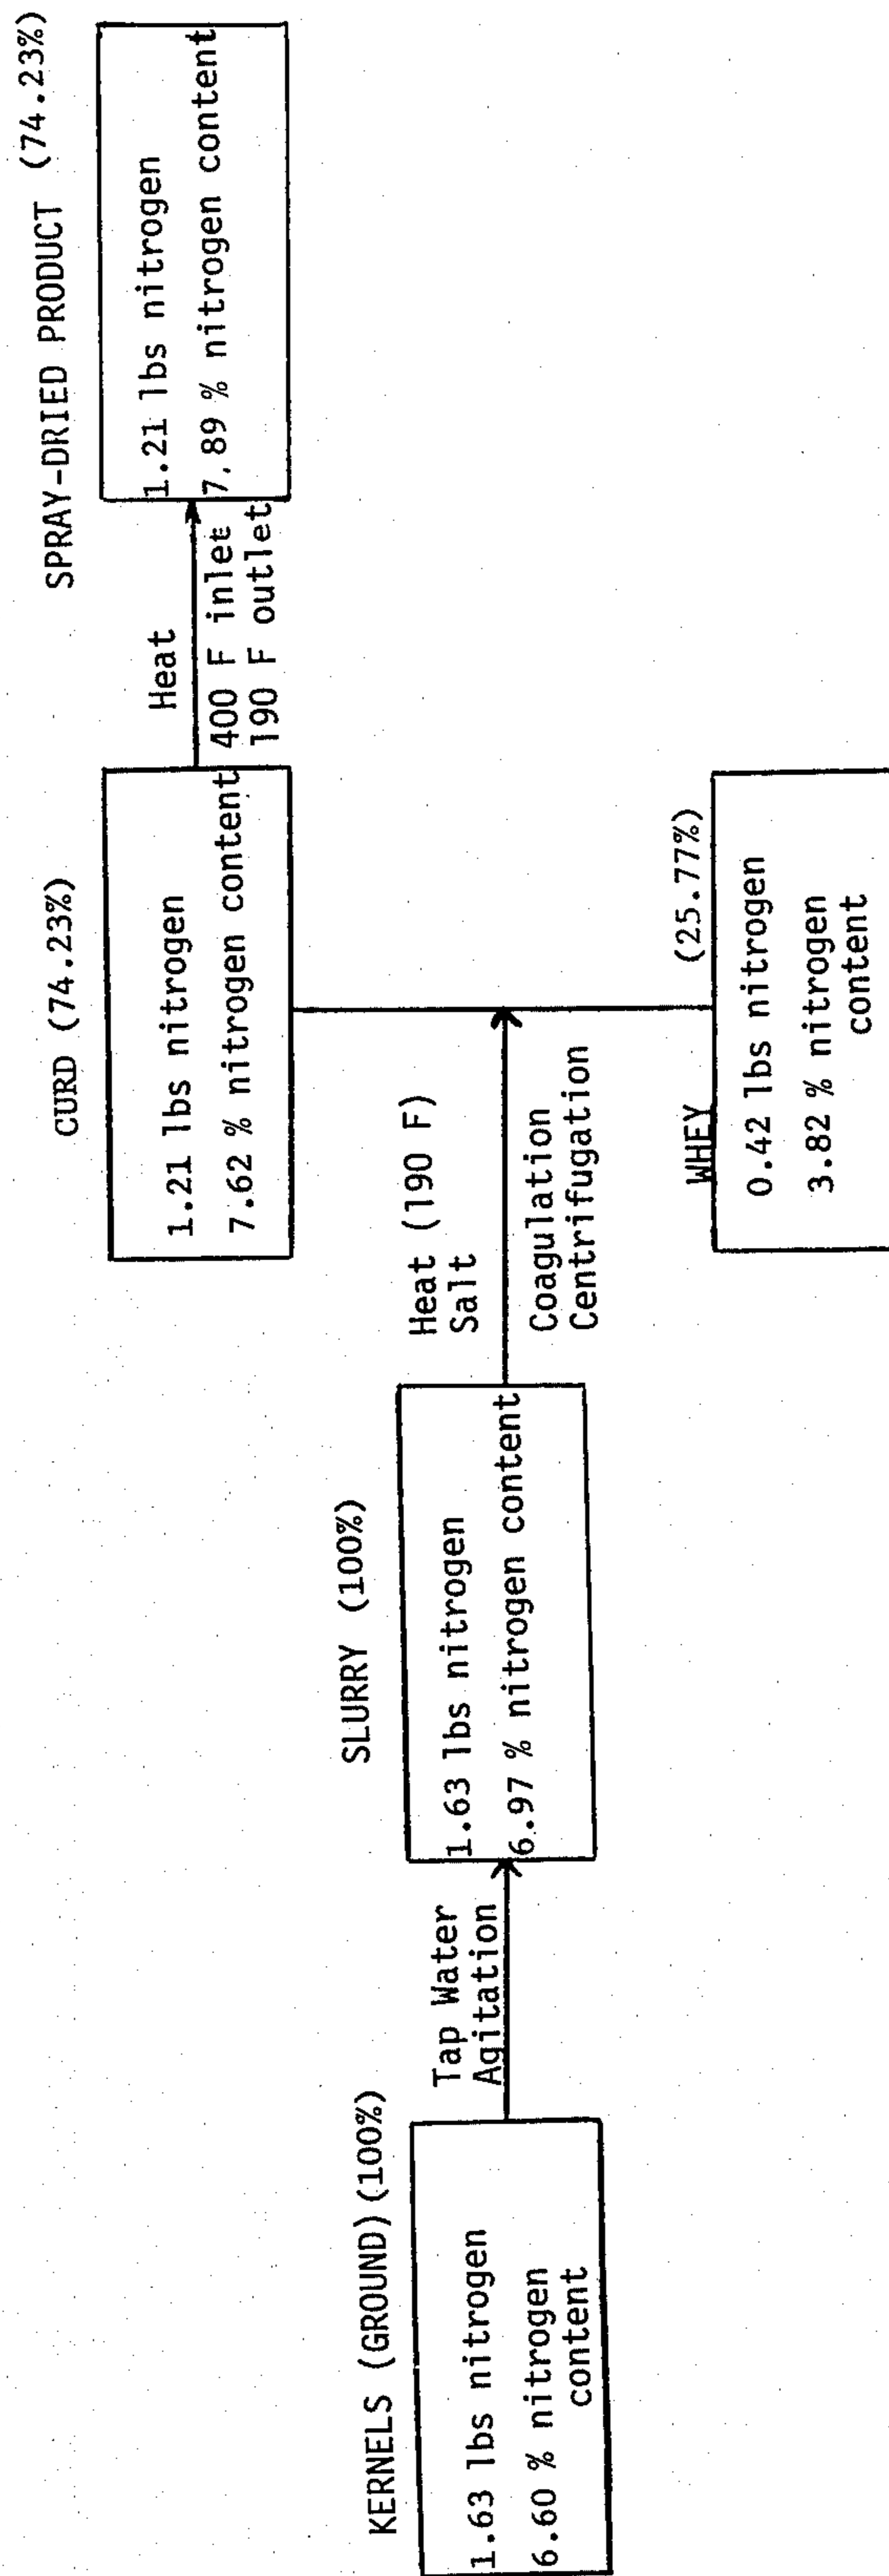 KERNELS (GROUND) (100%)
1.63 lbs nitrogen
6.60 % nitrogen
content
Tap Water
Agitation
SLURRY (100%)
1.63 lbs nitrogen
6.97 % nitrogen content
Heat (190 F)
Salt
Coagulation
Centrifugation
CURD (74.23%)
1.21 lbs nitrogen
7.62 % nitrogen content
WHEY (25.77%)
0.42 lbs nitrogen
3.82 % nitrogen
content
Heat
400 F inlet
190 F outlet
SPRAY-DRIED PRODUCT (74.23%)
1.21 lbs nitrogen
7.89 % nitrogen content